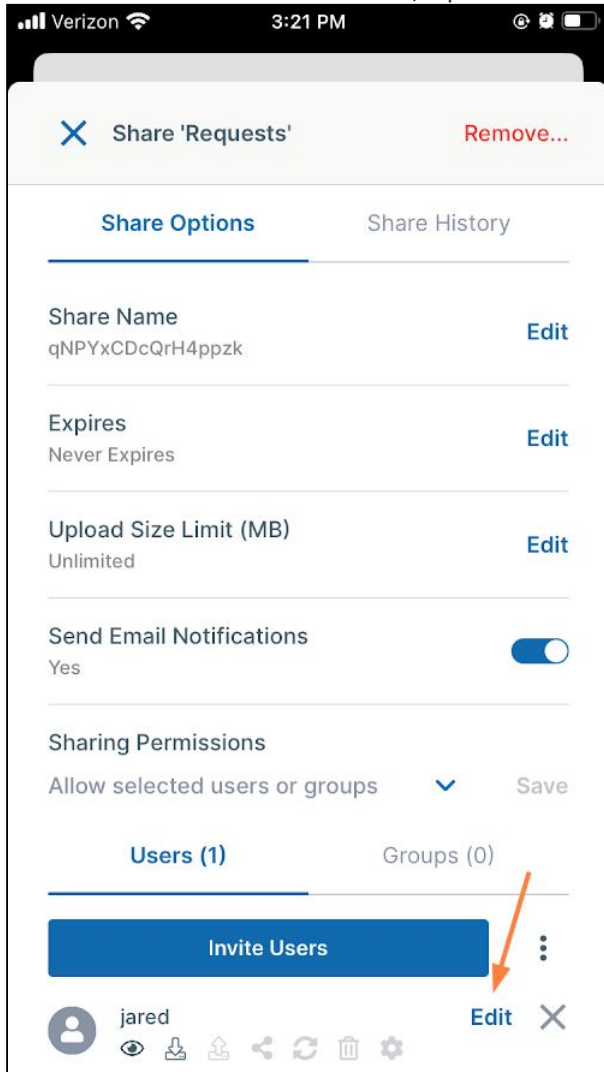 Verizon 3:21 PM
Share 'Requests' Remove...
Share Options Share History
Share Name
Edit
qNPYxCDcQrH4ppzk
Expires
Edit
Never Expires
Upload Size Limit (MB)
Edit
Unlimited
Send Email Notifications
Yes
Sharing Permissions
Allow selected users or groups Save
Users (1) Groups (0)
Invite Users
jared Edit